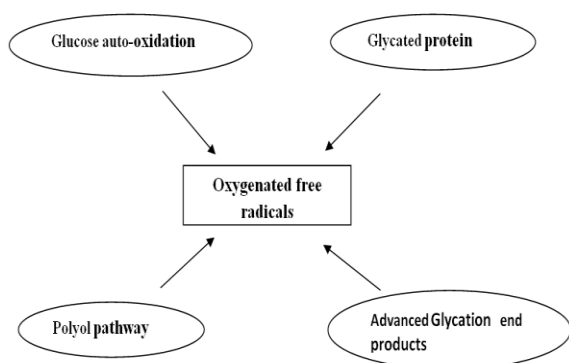 Glucose auto-oxidation
Glycated protein
Oxygenated free
radicals
Polyol pathway
Advanced Glycation end
products